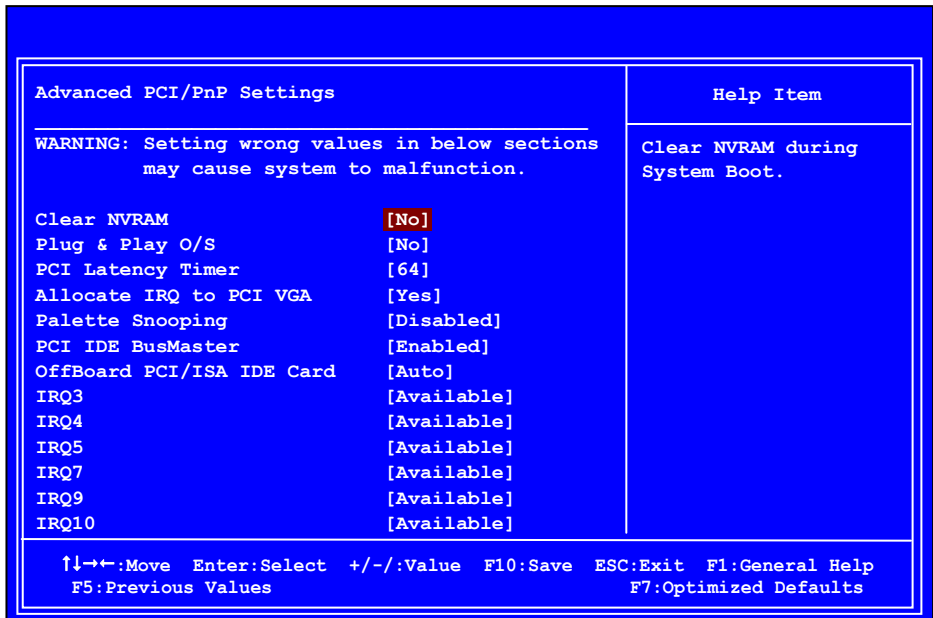 Advanced PCI/PnP Settings
Help Item
WARNING: Setting wrong values in below sections
may cause system to malfunction.
Clear NVRAM during
System Boot.
Clear NVRAM [No]
Plug & Play O/S [No]
PCI Latency Timer [64]
Allocate IRQ to PCI VGA [Yes]
Palette Snooping [Disabled]
PCI IDE BusMaster [Enabled]
OffBoard PCI/ISA IDE Card [Auto]
IRQ3 [Available]
IRQ4 [Available]
IRQ5 [Available]
IRQ7 [Available]
IRQ9 [Available]
IRQ10 [Available]
↑↓→←:Move Enter:Select +/-/:Value F10:Save ESC:Exit F1:General Help
F5:Previous Values F7:Optimized Defaults